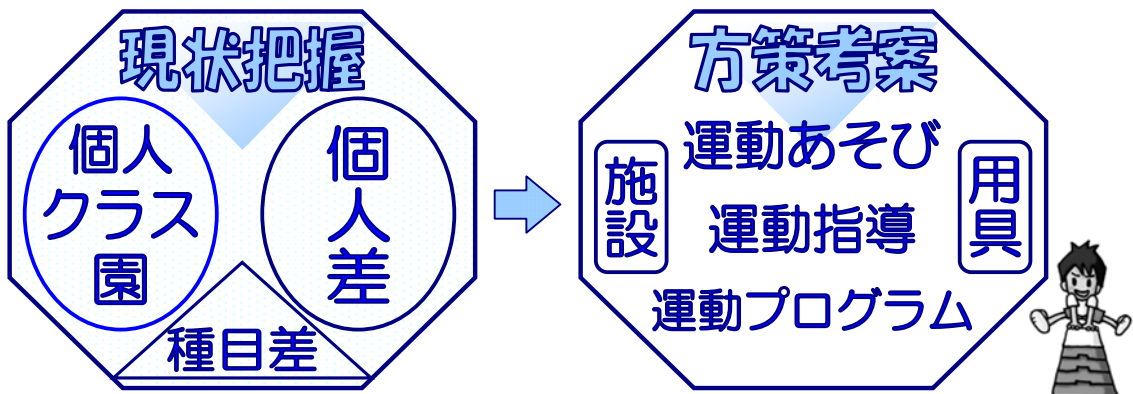 現状把握
個人
クラス
園
個人差
種目差
方策考案
施設
運動あそび
運動指導
運動プログラム
用具